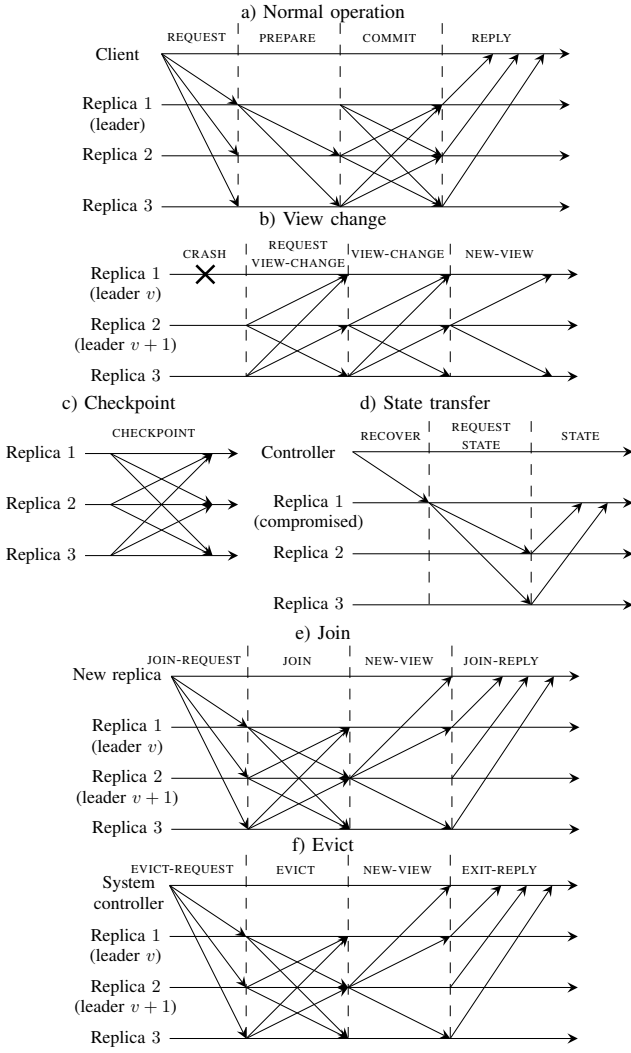 a) Normal operation
REQUEST PREPARE COMMIT REPLY
Client
Replica 1
(leader)
Replica 2
Replica 3
b) View change
CRASH REQUEST VIEW-CHANGE VIEW-CHANGE NEW-VIEW
Replica 1
(leader v)
Replica 2
(leader v + 1)
Replica 3
c) Checkpoint
CHECKPOINT
Replica 1
Replica 2
Replica 3
d) State transfer
RECOVER REQUEST STATE STATE
Controller
Replica 1
(compromised)
Replica 2
Replica 3
e) Join
JOIN-REQUEST JOIN NEW-VIEW JOIN-REPLY
New replica
Replica 1
(leader v)
Replica 2
(leader v + 1)
Replica 3
f) Evict
EVICT-REQUEST EVICT NEW-VIEW EXIT-REPLY
System
controller
Replica 1
(leader v)
Replica 2
(leader v + 1)
Replica 3